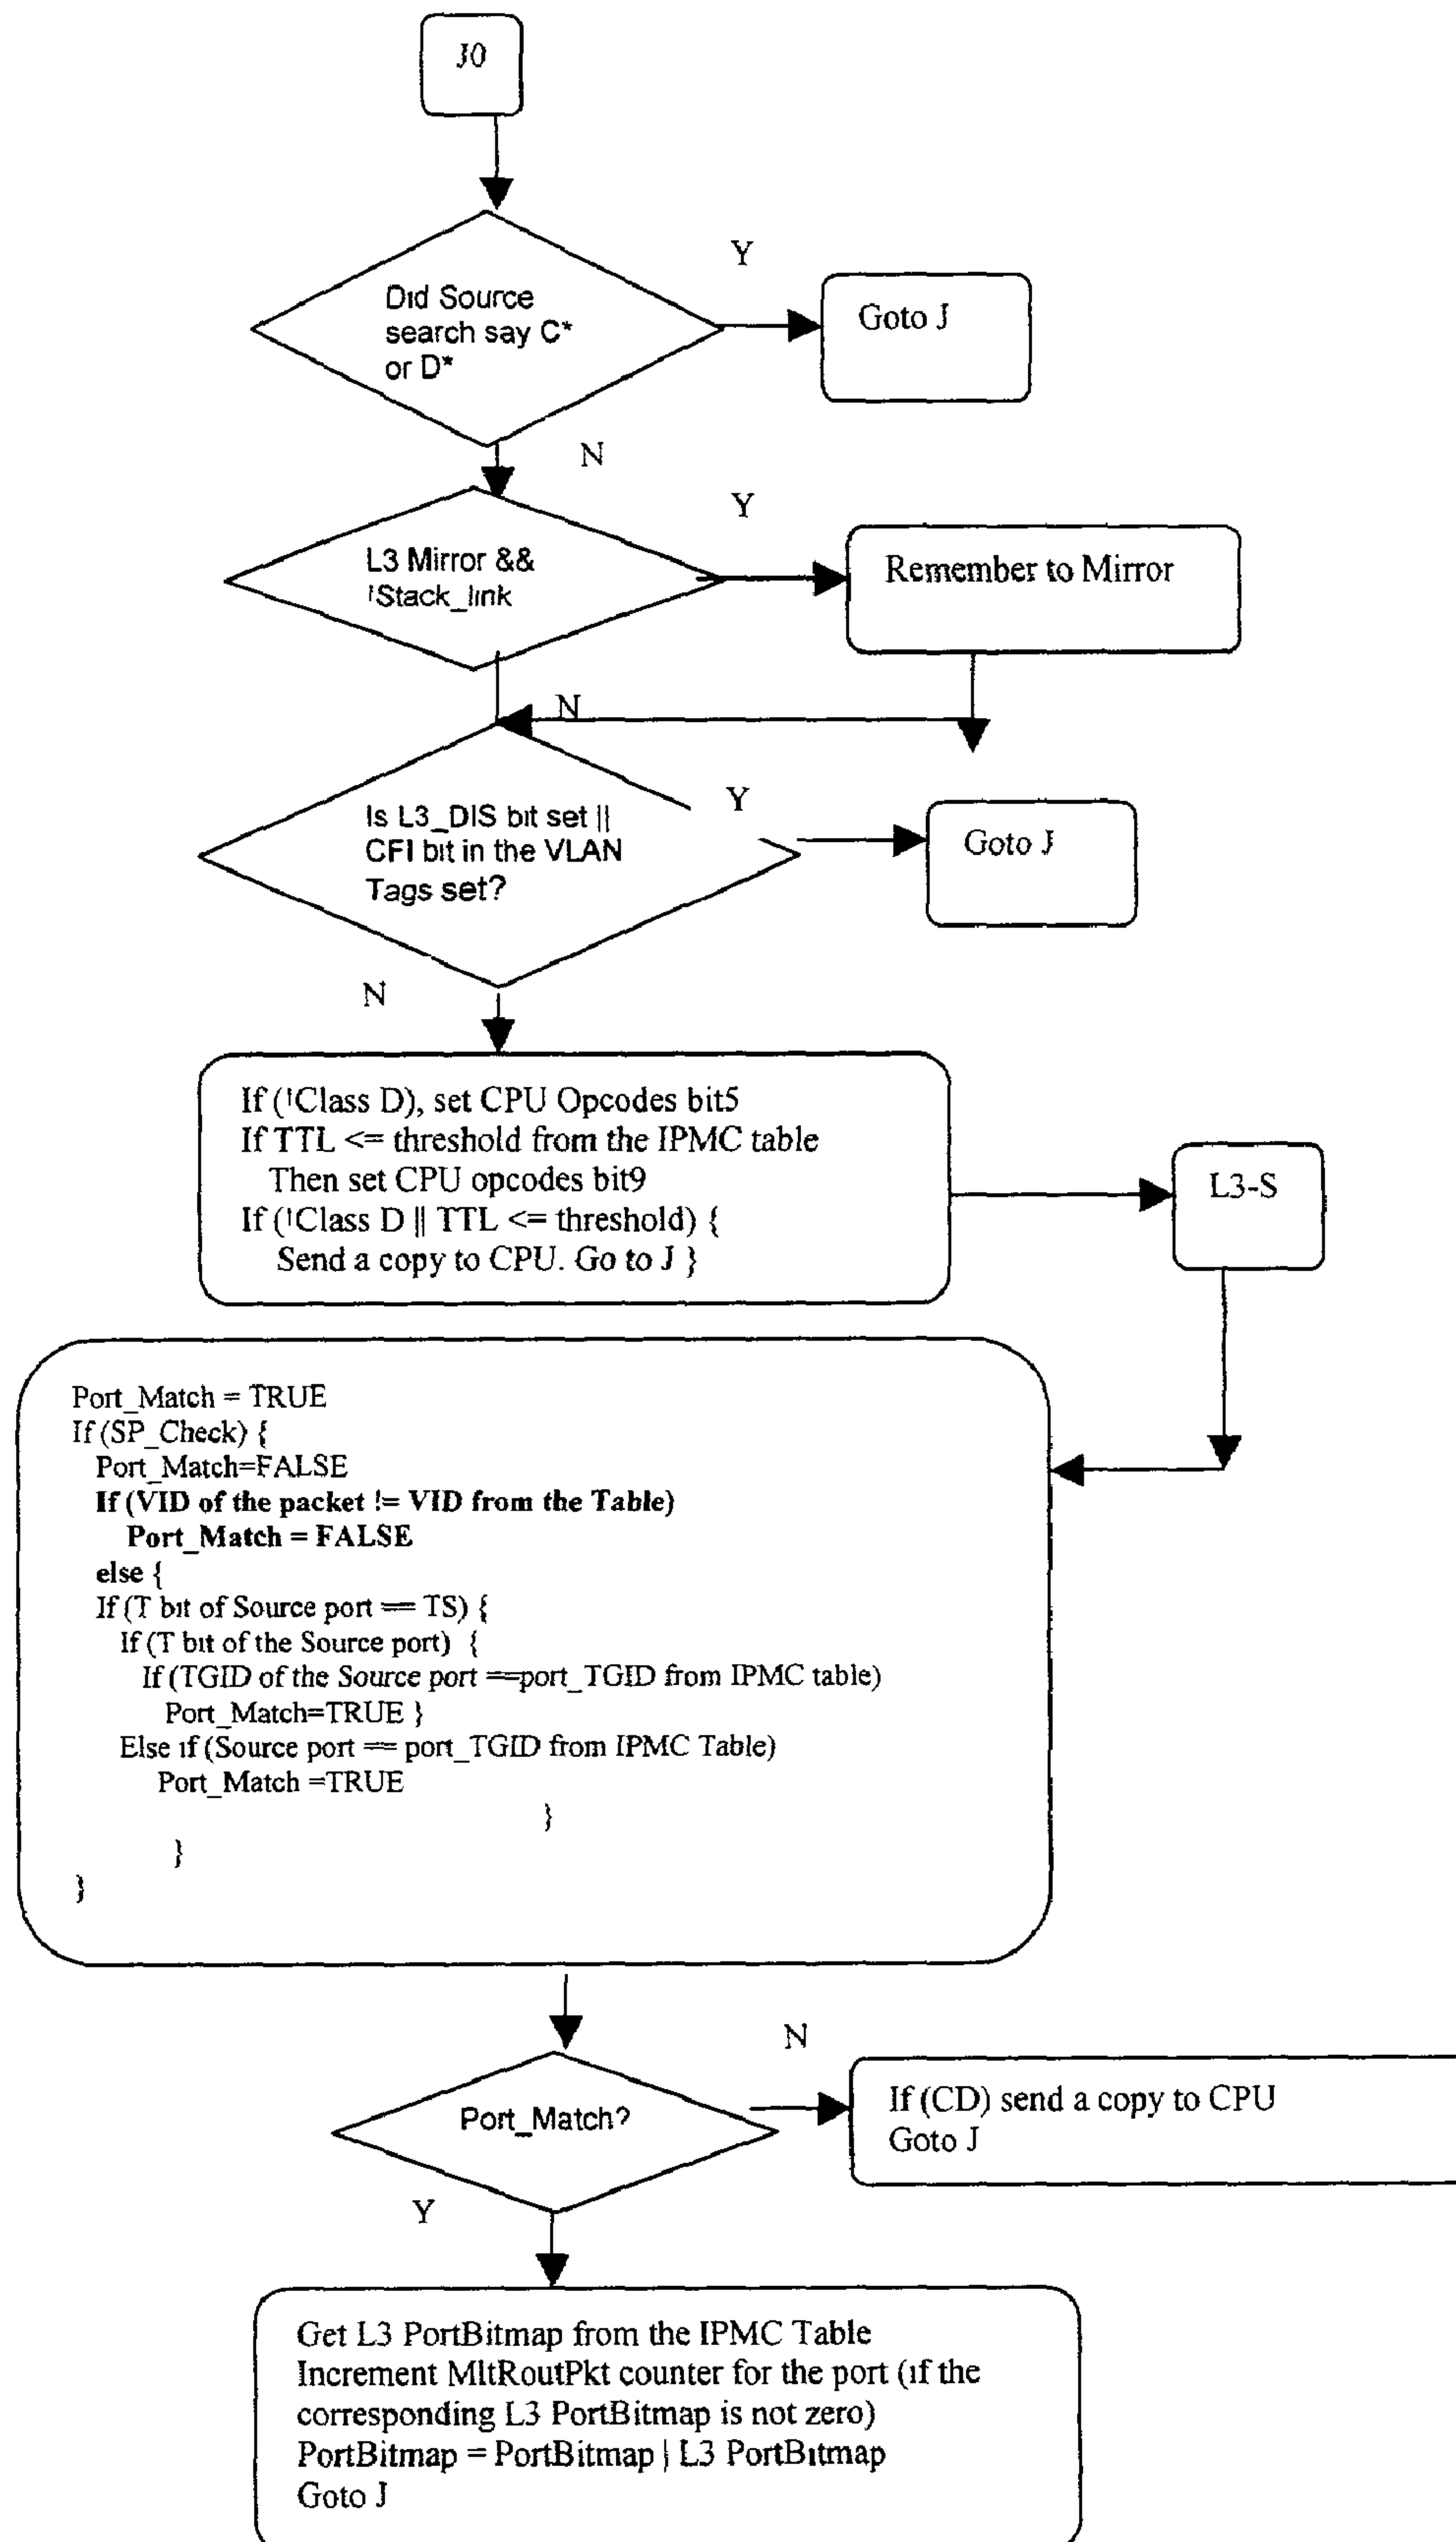 J0
Did Source
search say C*
or D*
Y
Goto J
N
L3 Mirror &&
!Stack_link
Y
Remember to Mirror
N
Is L3_DIS bit set ||
CFI bit in the VLAN
Tags set?
Y
Goto J
N
If (!Class D), set CPU Opcodes bit5
If TTL <= threshold from the IPMC table
Then set CPU opcodes bit9
If (!Class D || TTL <= threshold) {
Send a copy to CPU. Go to J }
L3-S
Port_Match = TRUE
If (SP_Check) {
Port_Match=FALSE
If (VID of the packet != VID from the Table)
Port_Match = FALSE
else {
If (T bit of Source port == TS) {
If (T bit of the Source port) {
If (TGID of the Source port ==port_TGID from IPMC table)
Port_Match=TRUE }
Else if (Source port == port_TGID from IPMC Table)
Port_Match =TRUE
}
}
}
Port_Match?
N
If (CD) send a copy to CPU
Goto J
Y
Get L3 PortBitmap from the IPMC Table
Increment MltRoutPkt counter for the port (if the
corresponding L3 PortBitmap is not zero)
PortBitmap = PortBitmap | L3 PortBitmap
Goto J